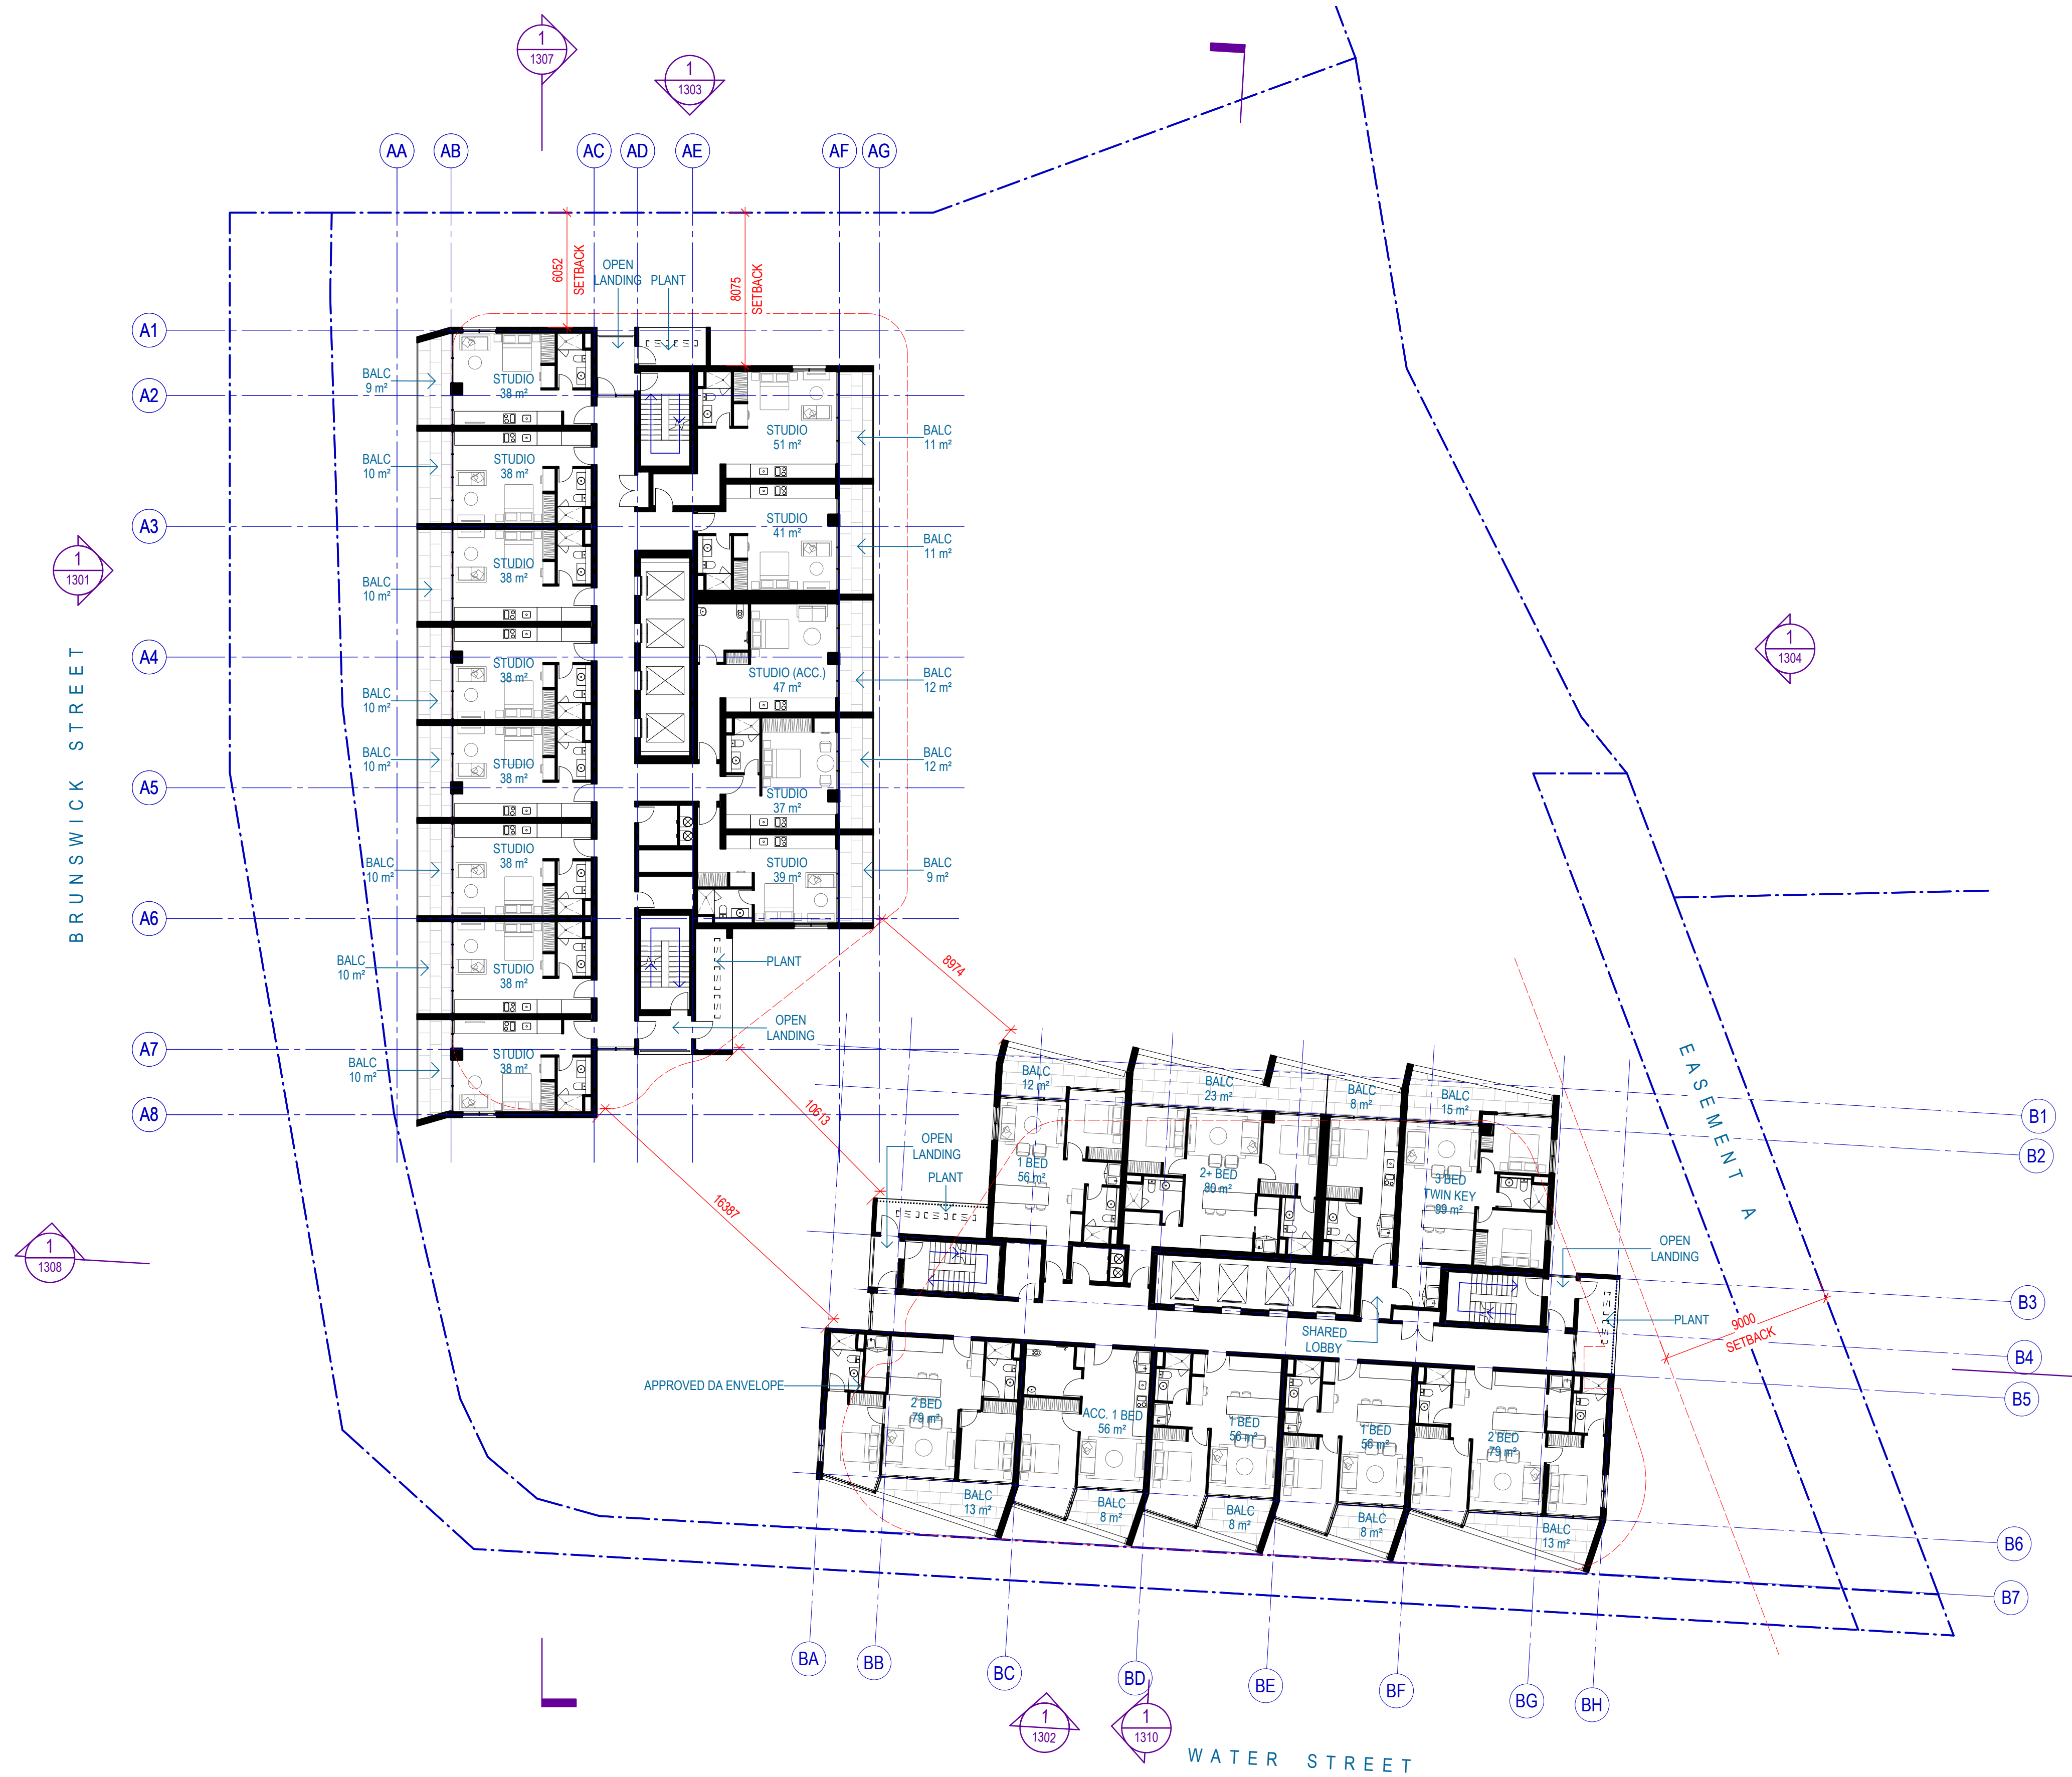 1
1307
1
1303
AA
AB
AC
AD
AE
AF
AG
6052
SETBACK
8075
SETBACK
OPEN
LANDING
PLANT
A1
A2
A3
A4
A5
A6
A7
A8
BALC
9 m²
BALC
10 m²
BALC
10 m²
BALC
10 m²
BALC
10 m²
BALC
10 m²
BALC
10 m²
BALC
10 m²
STUDIO
38 m²
STUDIO
38 m²
STUDIO
38 m²
STUDIO
38 m²
STUDIO
38 m²
STUDIO
38 m²
STUDIO
38 m²
STUDIO
38 m²
STUDIO
51 m²
STUDIO
41 m²
STUDIO (ACC.)
47 m²
STUDIO
37 m²
STUDIO
39 m²
BALC
11 m²
BALC
11 m²
BALC
12 m²
BALC
12 m²
BALC
9 m²
PLANT
OPEN
LANDING
1
1301
BRUNSWICK STREET
1
1304
8974
10613
16387
1
1308
OPEN
LANDING
PLANT
BALC
12 m²
BALC
23 m²
BALC
8 m²
BALC
15 m²
1 BED
56 m²
2+ BED
80 m²
3 BED
TWIN KEY
99 m²
EASEMENT A
OPEN
LANDING
PLANT
9000
SETBACK
SHARED
LOBBY
APPROVED DA ENVELOPE
2 BED
79 m²
ACC. 1 BED
56 m²
1 BED
56 m²
1 BED
56 m²
2 BED
79 m²
BALC
13 m²
BALC
8 m²
BALC
8 m²
BALC
8 m²
BALC
13 m²
B1
B2
B3
B4
B5
B6
B7
BA
BB
BC
BD
BE
BF
BG
BH
1
1302
1
1310
WATER STREET